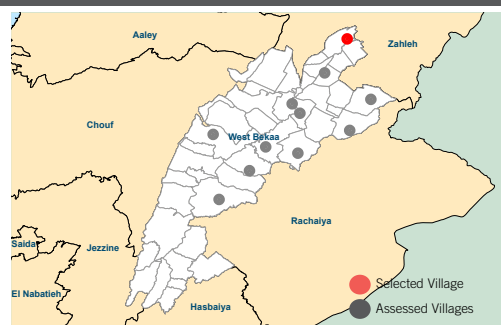 Aaley
Zahleh
Chouf
West Bekaa
Rachaiya
Saida
Jezzine
El Nabatieh
Hasbaiya
Selected Village
Assessed Villages